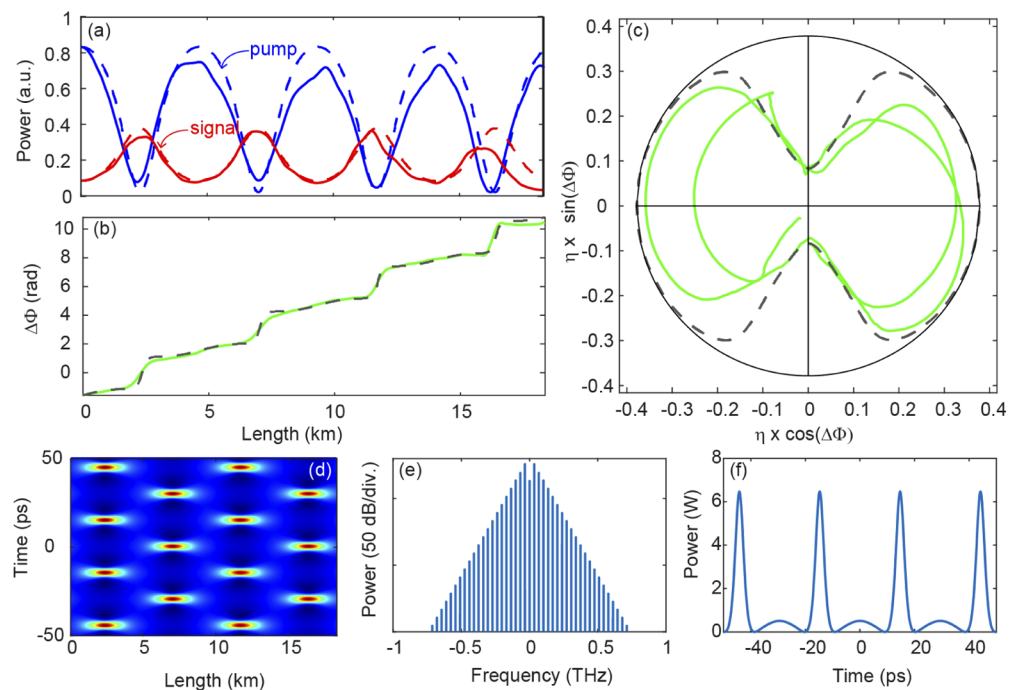 (a)
pump
signa
Power (a.u.)
1
0.8
0.6
0.4
0.2
0
(b)
ΔΦ (rad)
10
8
6
4
2
0
0
5
10
15
Length (km)
(c)
η x sin(ΔΦ)
0.4
0.3
0.2
0.1
0
-0.1
-0.2
-0.3
-0.4
-0.4
-0.3
-0.2
-0.1
0
0.1
0.2
0.3
0.4
η x cos(ΔΦ)
(d)
Time (ps)
50
0
-50
0
5
10
15
Length (km)
(e)
Power (50 dB/div.)
-1
-0.5
0
0.5
1
Frequency (THz)
(f)
Power (W)
8
6
4
2
0
-40
-20
0
20
40
Time (ps)